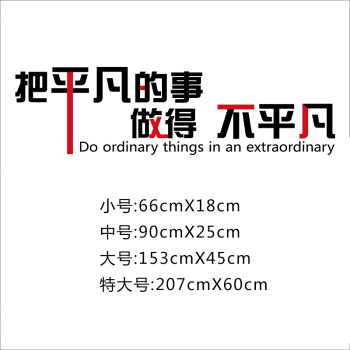 把平凡的事
做得 不平凡
Do ordinary things in an extraordinary
小号:66cmX18cm
中号:90cmX25cm
大号:153cmX45cm
特大号:207cmX60cm